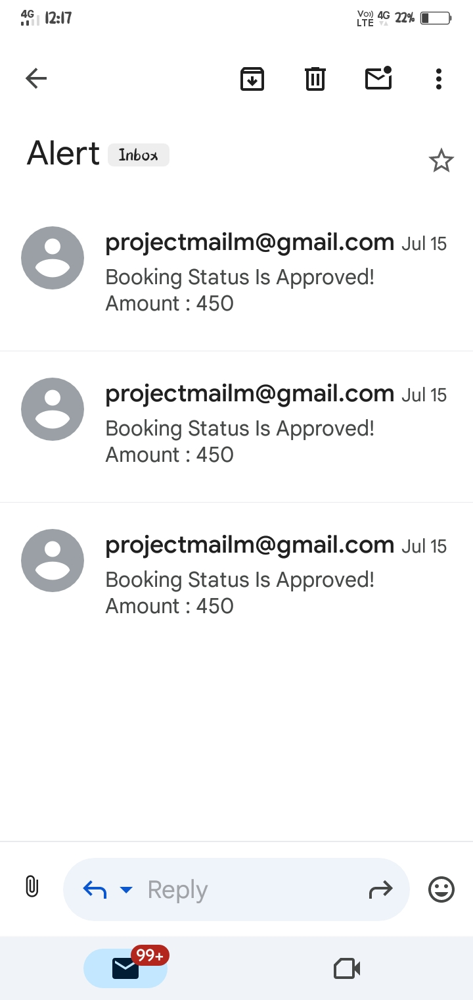 4G 12:17 Vo)) LTE 4G 22%
Alert Inbox
projectmailm@gmail.com Jul 15
Booking Status Is Approved!
Amount : 450
projectmailm@gmail.com Jul 15
Booking Status Is Approved!
Amount : 450
projectmailm@gmail.com Jul 15
Booking Status Is Approved!
Amount : 450
Reply
99+